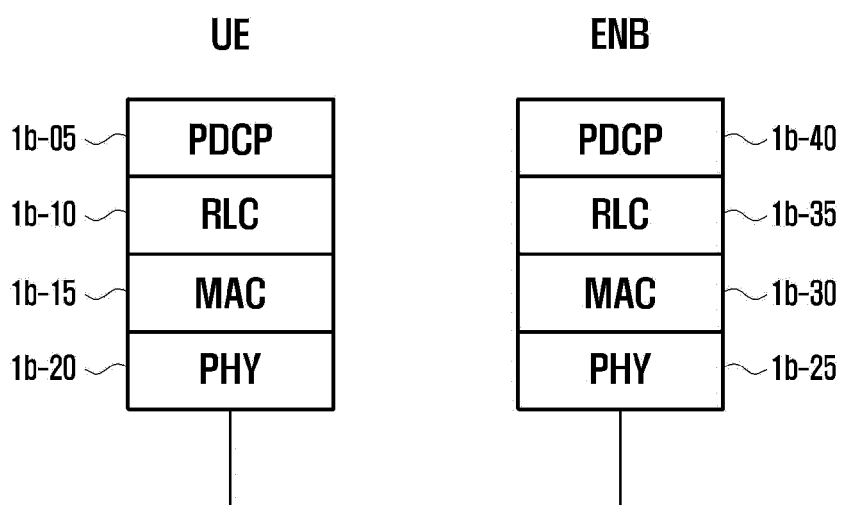 UE ENB
1b-05 PDCP PDCP 1b-40
1b-10 RLC RLC 1b-35
1b-15 MAC MAC 1b-30
1b-20 PHY PHY 1b-25